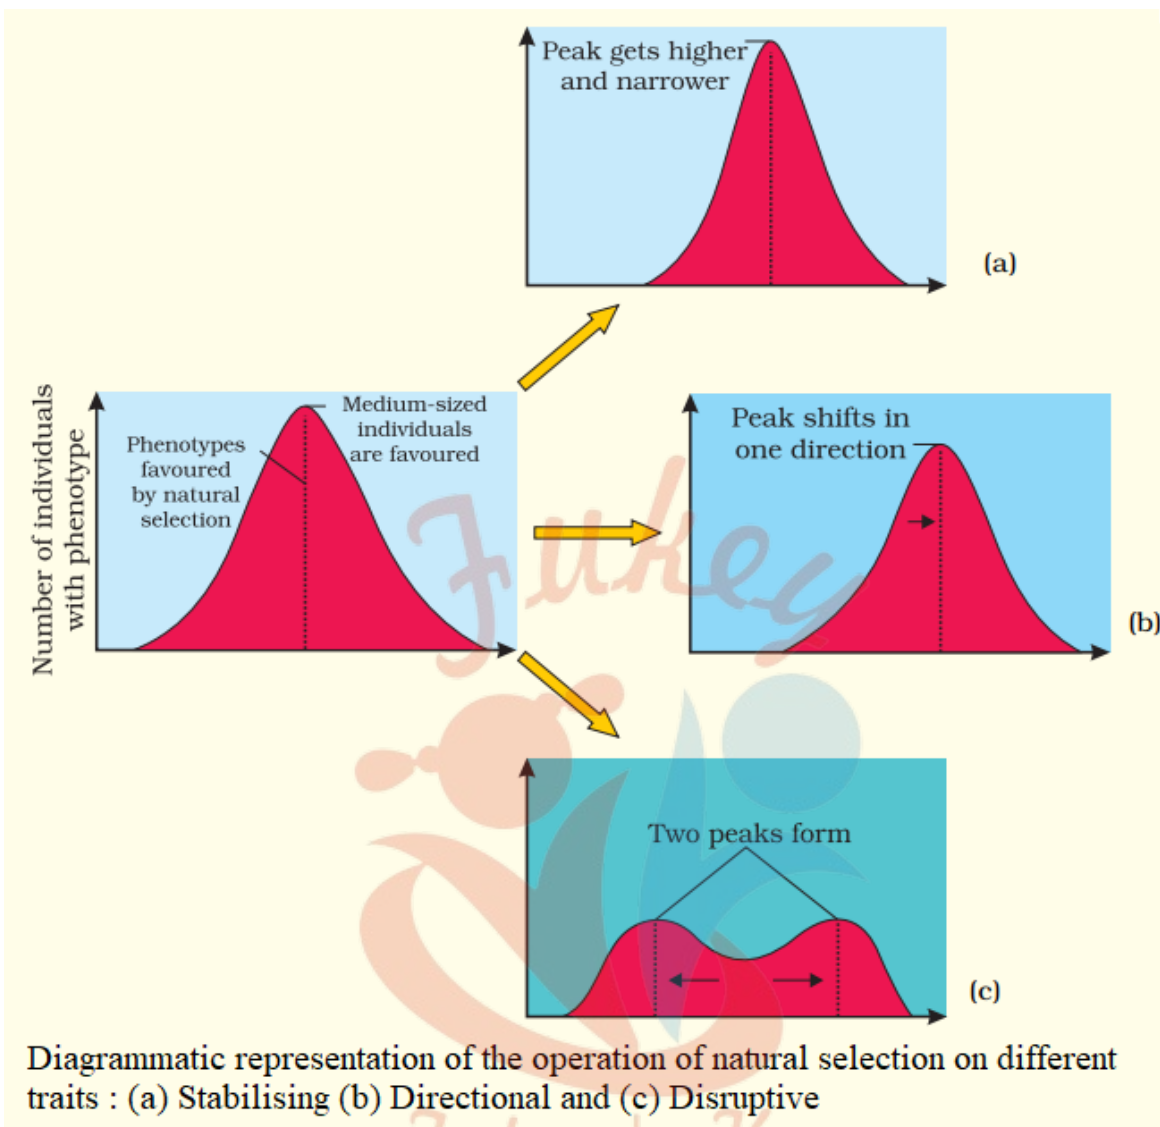 Peak gets higher
and narrower
(a)
Number of individuals
with phenotype
Phenotypes
favoured
by natural
selection
Medium-sized
individuals
are favoured
Peak shifts in
one direction
(b)
Fukey
Two peaks form
(c)
Diagrammatic representation of the operation of natural selection on different
traits : (a) Stabilising (b) Directional and (c) Disruptive